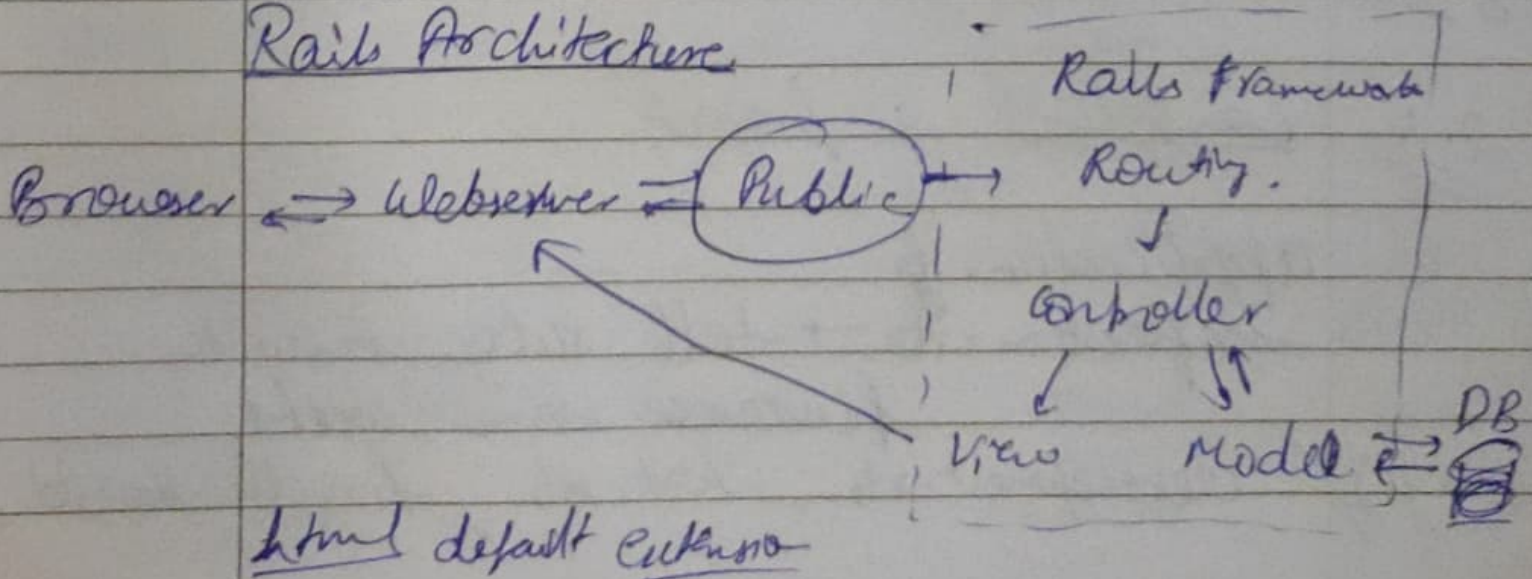 Rails Architecture
Rails Framework
Browser ⇌ Webserver ⇌ Public → Routing.
Controller
View Model ⇌ DB
html default extension